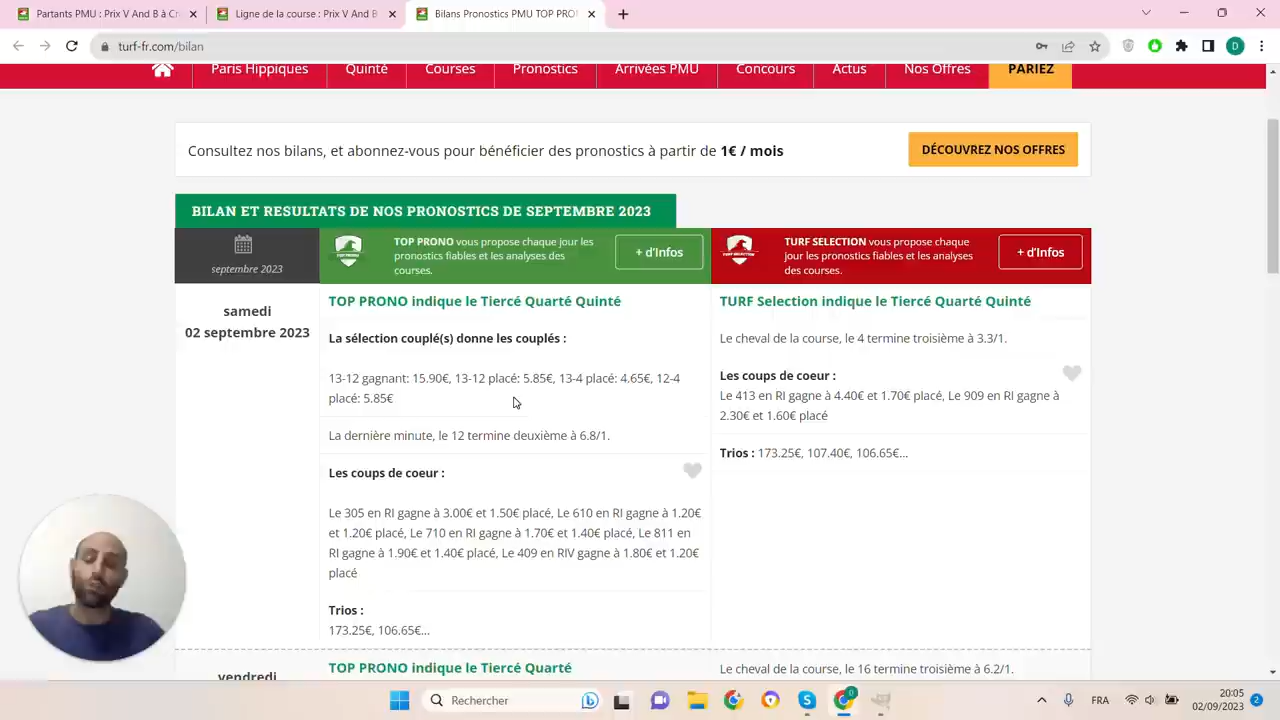 Partants PMU : Prix V And B à C
Ligne de la course : Prix V And B
Bilans Pronostics PMU TOP PRO
turf-fr.com/bilan
Paris Hippiques
Quinté
Courses
Pronostics
Arrivées PMU
Concours
Actus
Nos Offres
PARIEZ
Consultez nos bilans, et abonnez-vous pour bénéficier des pronostics à partir de 1€ / mois
DÉCOUVREZ NOS OFFRES
BILAN ET RESULTATS DE NOS PRONOSTICS DE SEPTEMBRE 2023
septembre 2023
TOP PRONO vous propose chaque jour les
pronostics fiables et les analyses des
courses.
+ d'Infos
TURF SELECTION vous propose chaque
jour les pronostics fiables et les analyses
des courses.
+ d'Infos
samedi
02 septembre 2023
TOP PRONO indique le Tiercé Quarté Quinté
La sélection couplé(s) donne les couplés :
13-12 gagnant: 15.90€, 13-12 placé: 5.85€, 13-4 placé: 4.65€, 12-4
placé: 5.85€
La dernière minute, le 12 termine deuxième à 6.8/1.
Les coups de coeur :
Le 305 en RI gagne à 3.00€ et 1.50€ placé, Le 610 en RI gagne à 1.20€
et 1.20€ placé, Le 710 en RI gagne à 1.70€ et 1.40€ placé, Le 811 en
RI gagne à 1.90€ et 1.40€ placé, Le 409 en RIV gagne à 1.80€ et 1.20€
placé
Trios :
173.25€, 106.65€...
TURF Selection indique le Tiercé Quarté Quinté
Le cheval de la course, le 4 termine troisième à 3.3/1.
Les coups de coeur :
Le 413 en RI gagne à 4.40€ et 1.70€ placé, Le 909 en RI gagne à
2.30€ et 1.60€ placé
Trios : 173.25€, 107.40€, 106.65€...
vendredi
TOP PRONO indique le Tiercé Quarté
Le cheval de la course, le 16 termine troisième à 6.2/1.
Rechercher
FRA
20:05
02/09/2023
2